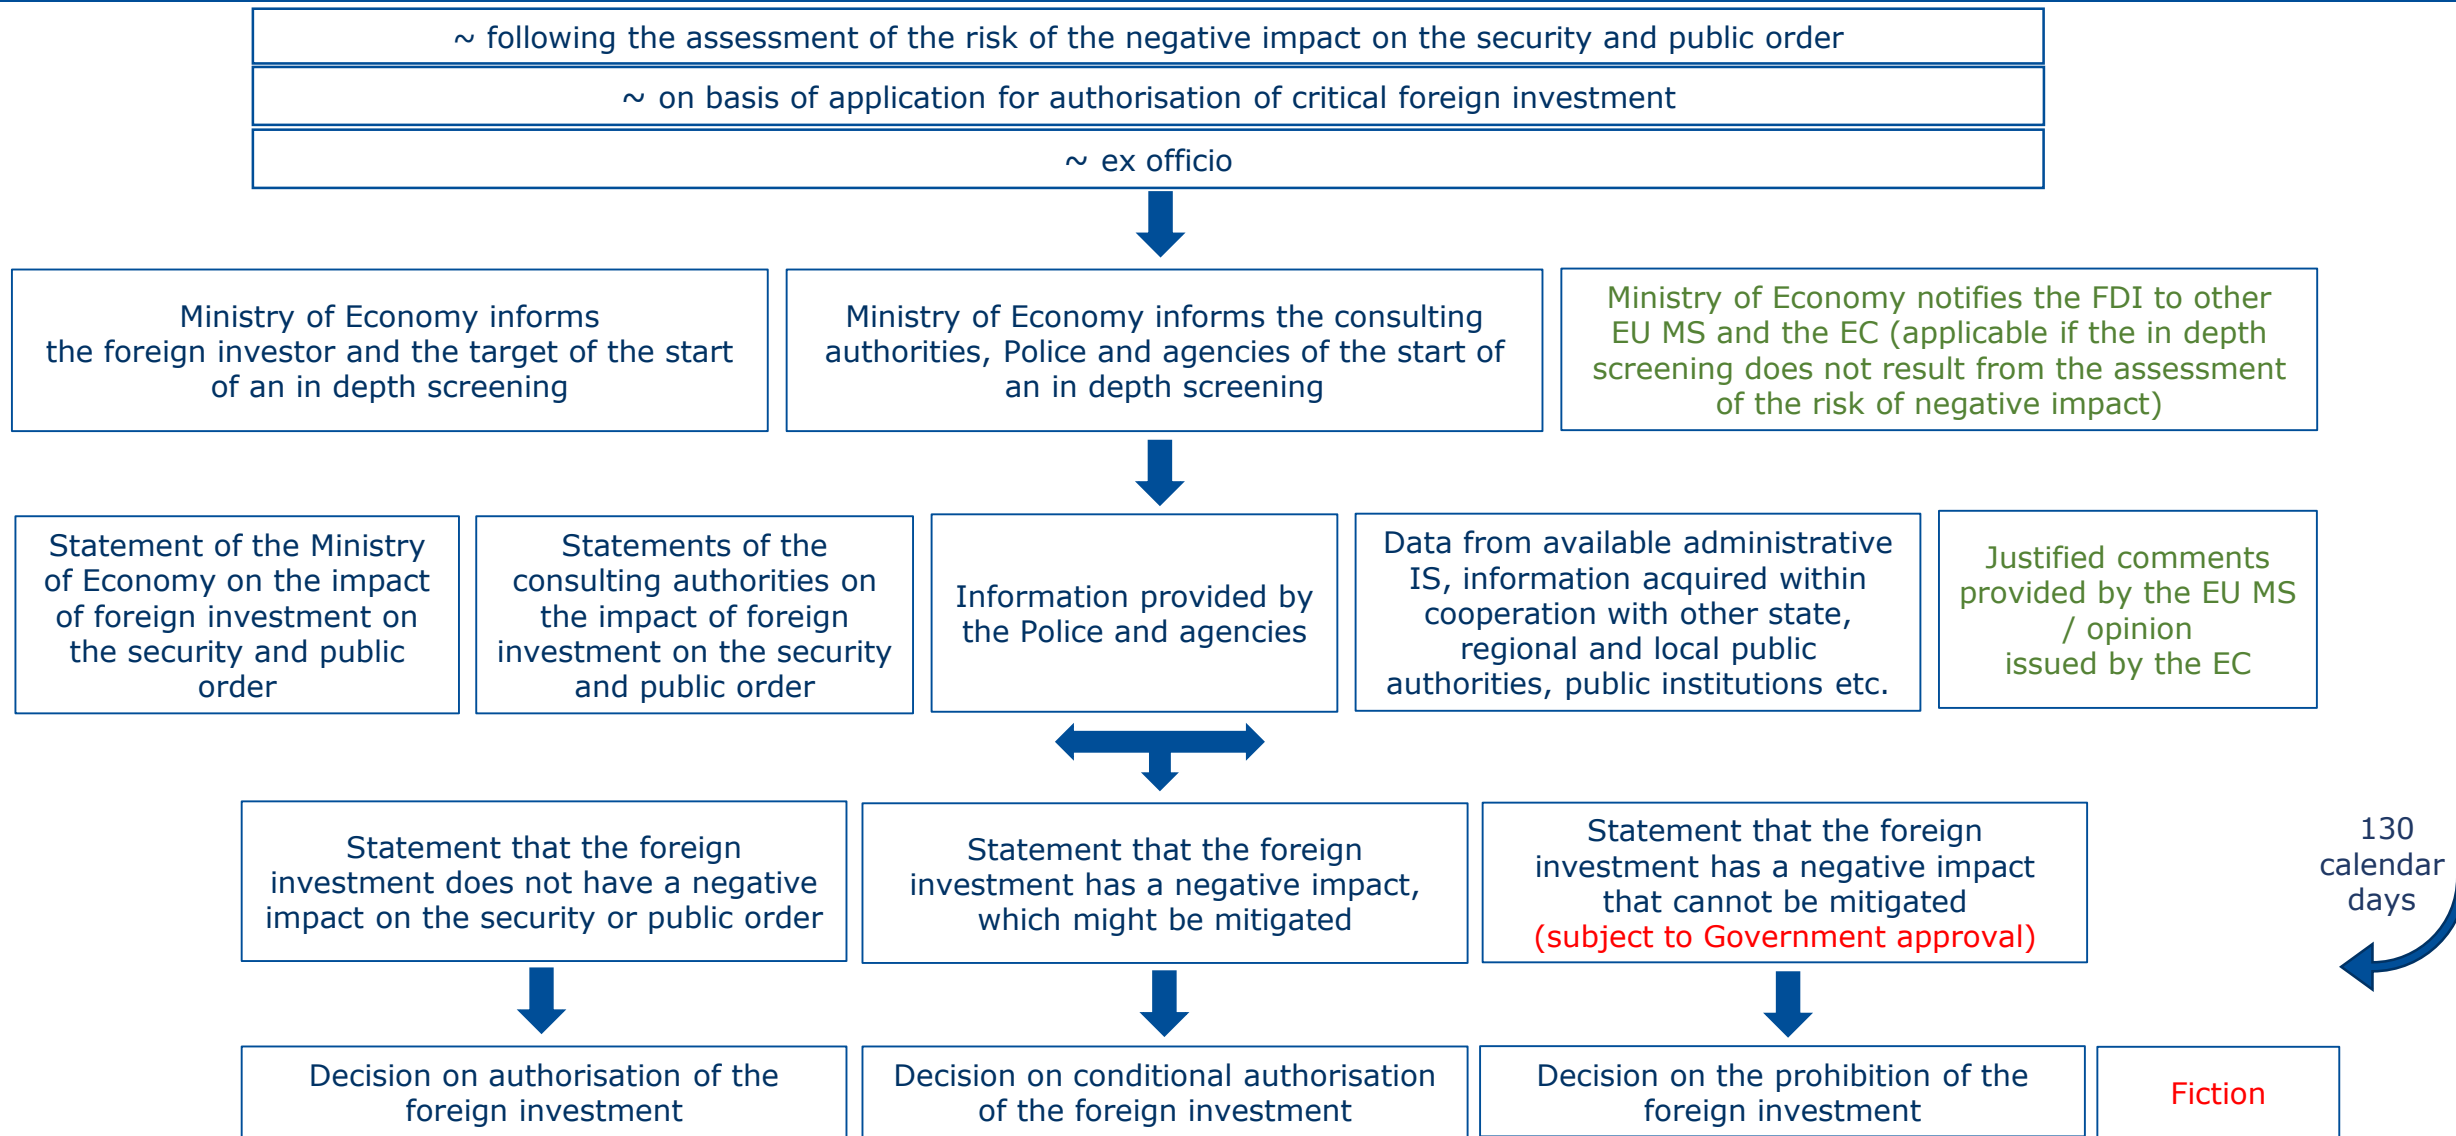 ~ following the assessment of the risk of the negative impact on the security and public order
~ on basis of application for authorisation of critical foreign investment
~ ex officio
Ministry of Economy informs
the foreign investor and the target of the start
of an in depth screening
Ministry of Economy informs the consulting
authorities, Police and agencies of the start of
an in depth screening
Ministry of Economy notifies the FDI to other
EU MS and the EC (applicable if the in depth
screening does not result from the assessment
of the risk of negative impact)
Statement of the Ministry
of Economy on the impact
of foreign investment on
the security and public
order
Statements of the
consulting authorities on
the impact of foreign
investment on the security
and public order
Information provided by
the Police and agencies
Data from available administrative
IS, information acquired within
cooperation with other state,
regional and local public
authorities, public institutions etc.
Justified comments
provided by the EU MS
/ opinion
issued by the EC
Statement that the foreign
investment does not have a negative
impact on the security or public order
Statement that the foreign
investment has a negative impact,
which might be mitigated
Statement that the foreign
investment has a negative impact
that cannot be mitigated
(subject to Government approval)
130
calendar
days
Decision on authorisation of the
foreign investment
Decision on conditional authorisation
of the foreign investment
Decision on the prohibition of the
foreign investment
Fiction